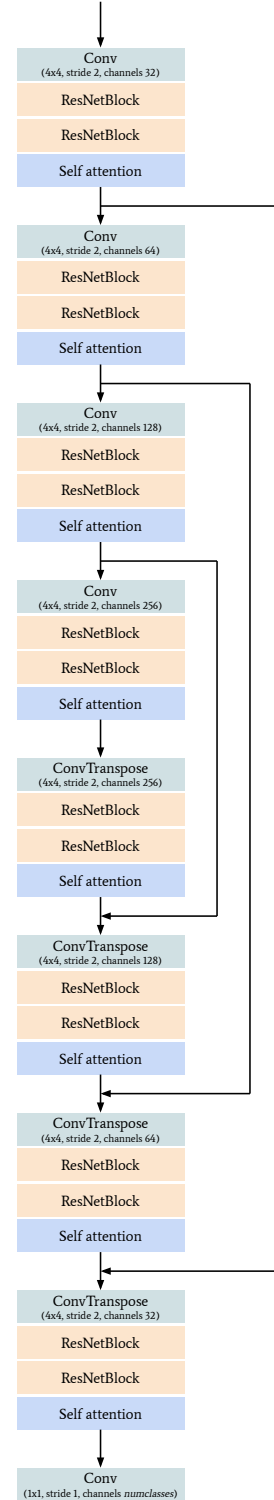 Conv
(4x4, stride 2, channels 32)
ResNetBlock
ResNetBlock
Self attention
Conv
(4x4, stride 2, channels 64)
ResNetBlock
ResNetBlock
Self attention
Conv
(4x4, stride 2, channels 128)
ResNetBlock
ResNetBlock
Self attention
Conv
(4x4, stride 2, channels 256)
ResNetBlock
ResNetBlock
Self attention
ConvTranspose
(4x4, stride 2, channels 256)
ResNetBlock
ResNetBlock
Self attention
ConvTranspose
(4x4, stride 2, channels 128)
ResNetBlock
ResNetBlock
Self attention
ConvTranspose
(4x4, stride 2, channels 64)
ResNetBlock
ResNetBlock
Self attention
ConvTranspose
(4x4, stride 2, channels 32)
ResNetBlock
ResNetBlock
Self attention
Conv
(1x1, stride 1, channels numclasses)